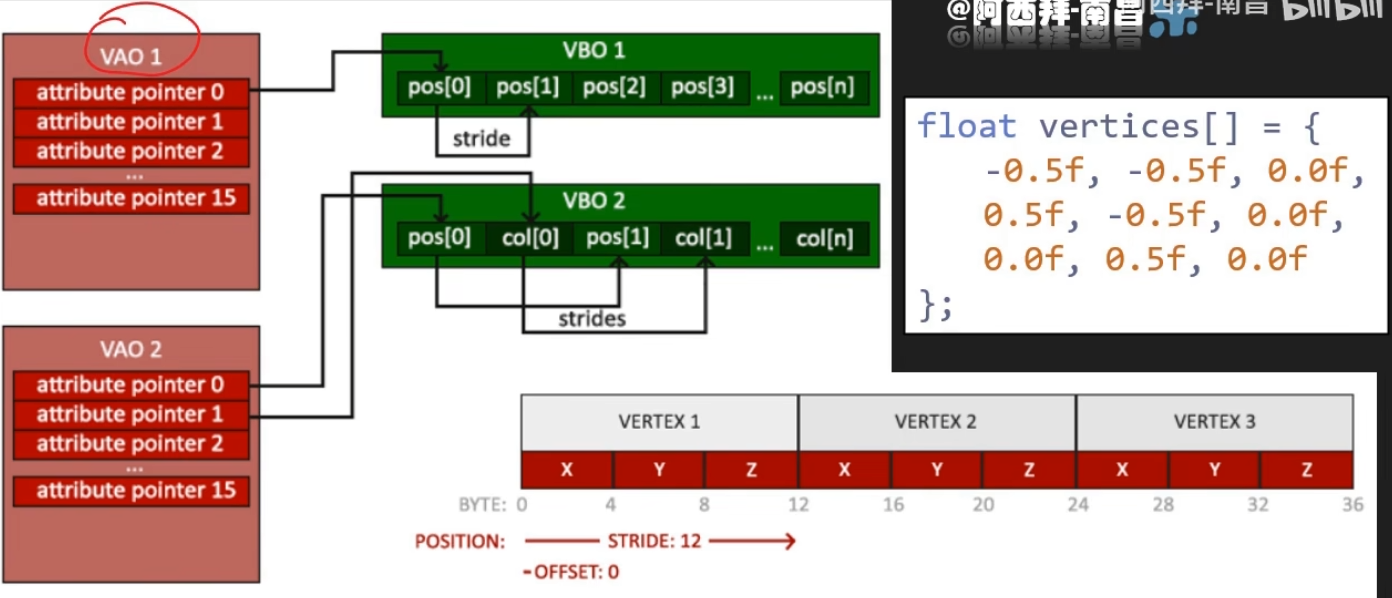 VAO 1
attribute pointer 0
attribute pointer 1
attribute pointer 2
...
attribute pointer 15
VBO 1
pos[0] pos[1] pos[2] pos[3] ... pos[n]
stride
VBO 2
pos[0] col[0] pos[1] col[1] ... col[n]
strides
VAO 2
attribute pointer 0
attribute pointer 1
attribute pointer 2
...
attribute pointer 15
@阿西拜-南昌
bilibili
float vertices[] = {
-0.5f, -0.5f, 0.0f,
0.5f, -0.5f, 0.0f,
0.0f, 0.5f, 0.0f
};
VERTEX 1 VERTEX 2 VERTEX 3
X Y Z X Y Z X Y Z
BYTE: 0 4 8 12 16 20 24 28 32 36
POSITION: STRIDE: 12
-OFFSET: 0